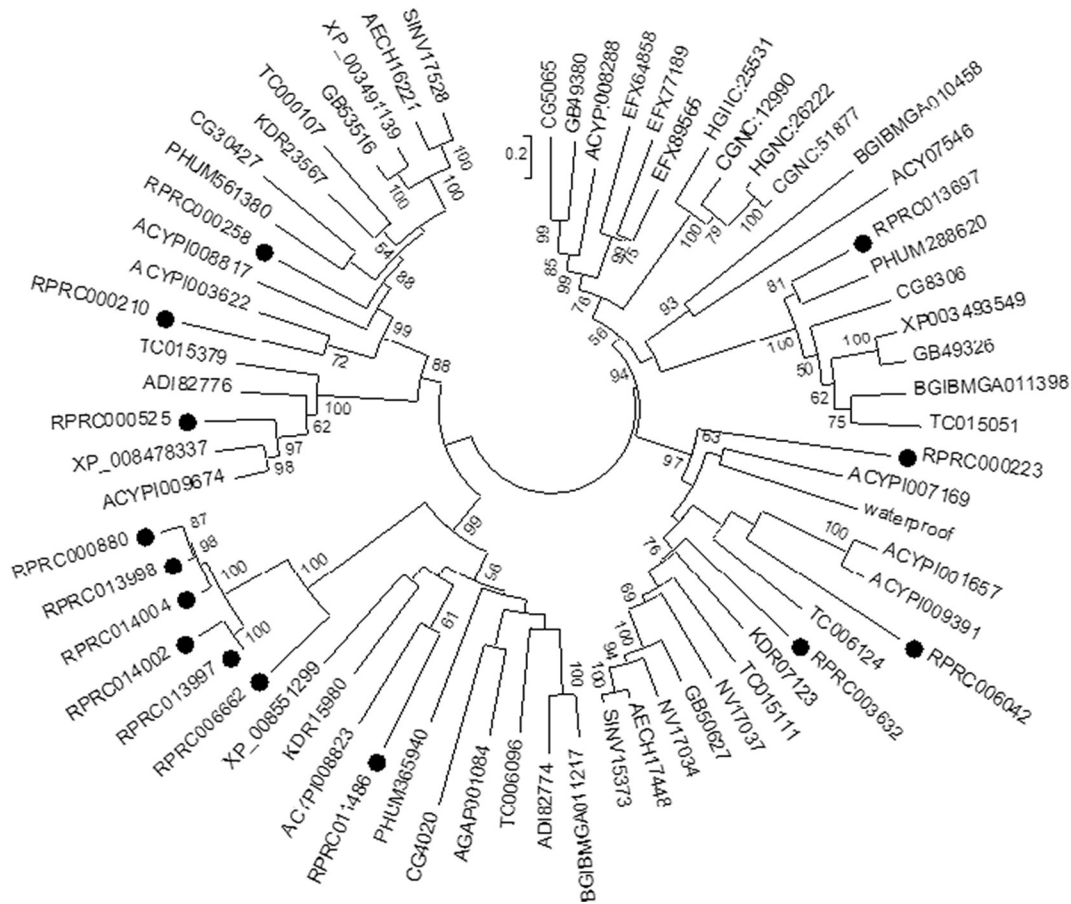 CG5065
GB49380
ACYPI008288
EFX64858
EFX77189
EFX89565
HGNC:25531
CGNC:12990
HGNC:26222
CGNC:51877
BGIBMGA010458
ACY07546
RPRC013697
PHUM288620
CG8306
XP003493549
GB49326
BGIBMGA011398
TC015051
RPRC000223
ACYPI007169
waterproof
ACYPI001657
ACYPI009391
RPRC006042
TC006124
RPRC003632
KDR07123
TC015111
NV17037
GB50627
NV17034
AECH17448
SINV15373
BGIBMGA011217
ADI82774
TC006096
AGAP001084
CG4020
PHUM365940
RPRC011486
ACYPI008823
KDR15980
XP_008551299
RPRC006662
RPRC013997
RPRC014002
RPRC014004
RPRC013998
RPRC000880
ACYPI009674
XP_008478337
RPRC000525
ADI82776
TC015379
RPRC000210
ACYPI003622
ACYPI008817
RPRC000258
PHUM561380
CG30427
KDR23567
TC000107
GB53516
XP_003491139
AECH16221
SINV17528
0.2
99
85
99
75
76
56
100
79
100
93
94
81
100
50
100
62
75
63
97
100
76
69
100
94
100
100
98
61
99
100
100
87
98
100
98
97
62
100
88
72
99
88
54
100
100
100